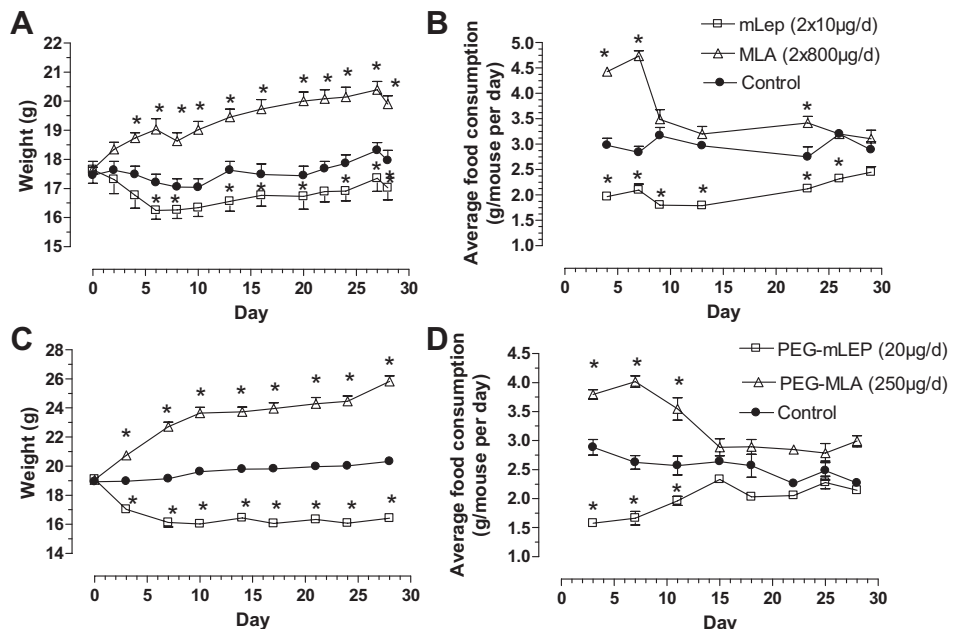 A
Weight (g)
22
21
20
19
18
17
16
15
* * * * * * * * * * *
* * * * * * *
0 5 10 15 20 25 30
Day
B
Average food consumption
(g/mouse per day)
5.0
4.5
4.0
3.5
3.0
2.5
2.0
1.5
1.0
* * *
* * * * * *
0 5 10 15 20 25 30
Day
mLep (2x10µg/d)
MLA (2x800µg/d)
Control
C
Weight (g)
28
26
24
22
20
18
16
14
* * * * * * * *
* * * * * * * *
0 5 10 15 20 25 30
Day
D
Average food consumption
(g/mouse per day)
4.5
4.0
3.5
3.0
2.5
2.0
1.5
1.0
* * *
* * *
0 5 10 15 20 25 30
Day
PEG-mLEP (20µg/d)
PEG-MLA (250µg/d)
Control